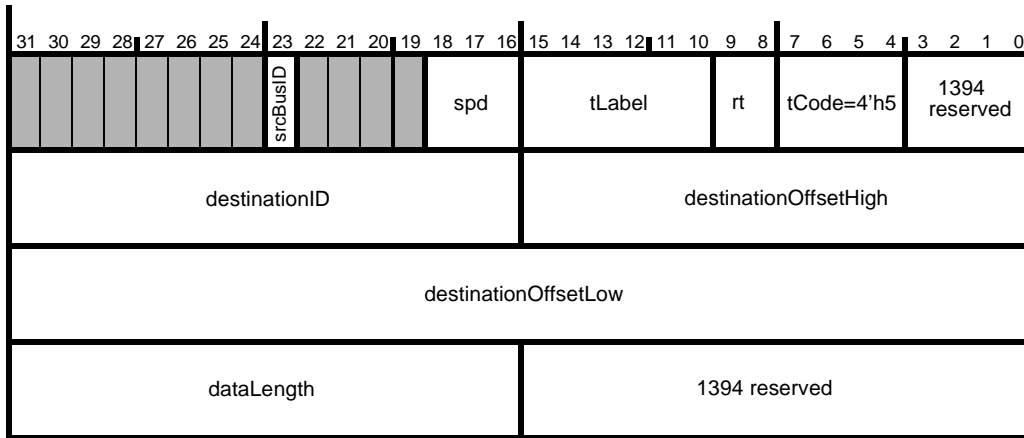 31 30 29 28 27 26 25 24 23 22 21 20 19 18 17 16 15 14 13 12 11 10 9 8 7 6 5 4 3 2 1 0
srcBusID spd tLabel rt tCode=4'h5 1394
reserved
destinationID destinationOffsetHigh
destinationOffsetLow
dataLength 1394 reserved